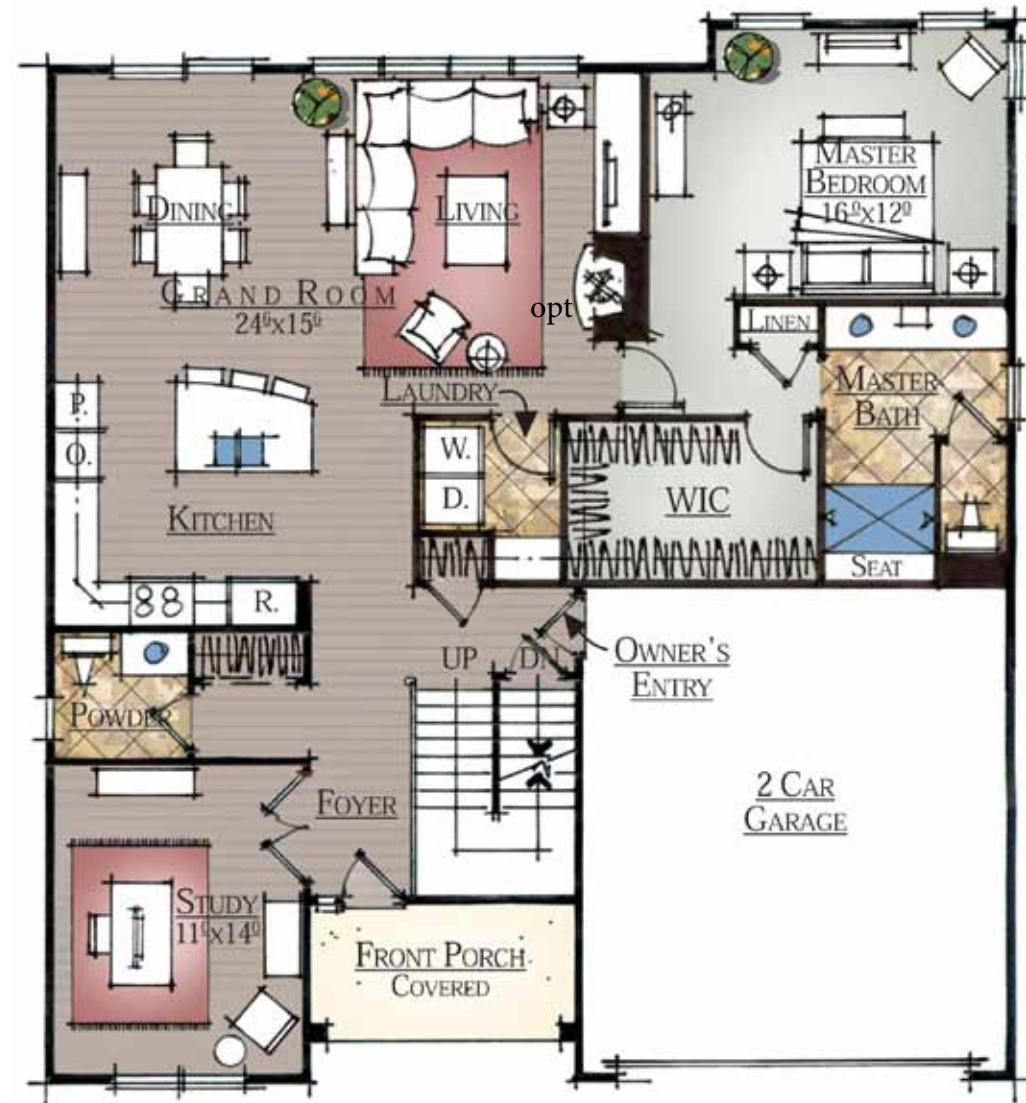 MASTER
BEDROOM
16⁰x12⁰
DINING
LIVING
GRAND ROOM
24⁶x15⁶
opt
LINEN
LAUNDRY
MASTER
BATH
P.
O.
W.
D.
WIC
KITCHEN
SEAT
R.
UP
DN
OWNER'S
ENTRY
POWDER
FOYER
2 CAR
GARAGE
STUDY
11⁰x14⁰
FRONT PORCH
COVERED